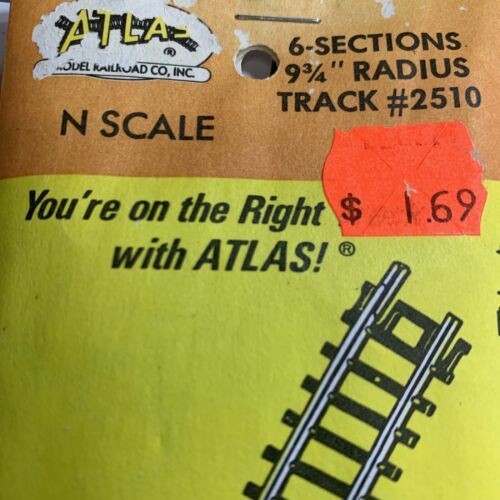 ATLAS
®
MODEL RAILROAD CO., INC.
N SCALE
6-SECTIONS
9¾" RADIUS
TRACK #2510
$ 1.69
You're on the Right
with ATLAS! ®